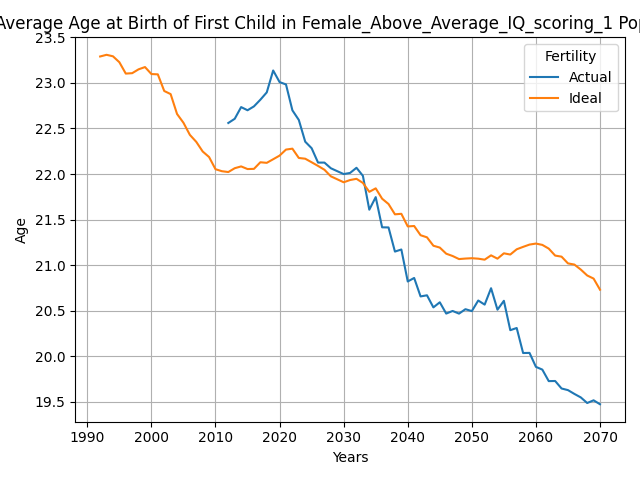 Average Age at Birth of First Child in Female_Above_Average_IQ_scoring_1
23.5
23.0
22.5
22.0
21.5
21.0
20.5
20.0
19.5
Age
Fertility
Actual
Ideal
1990 2000 2010 2020 2030 2040 2050 2060 2070
Years